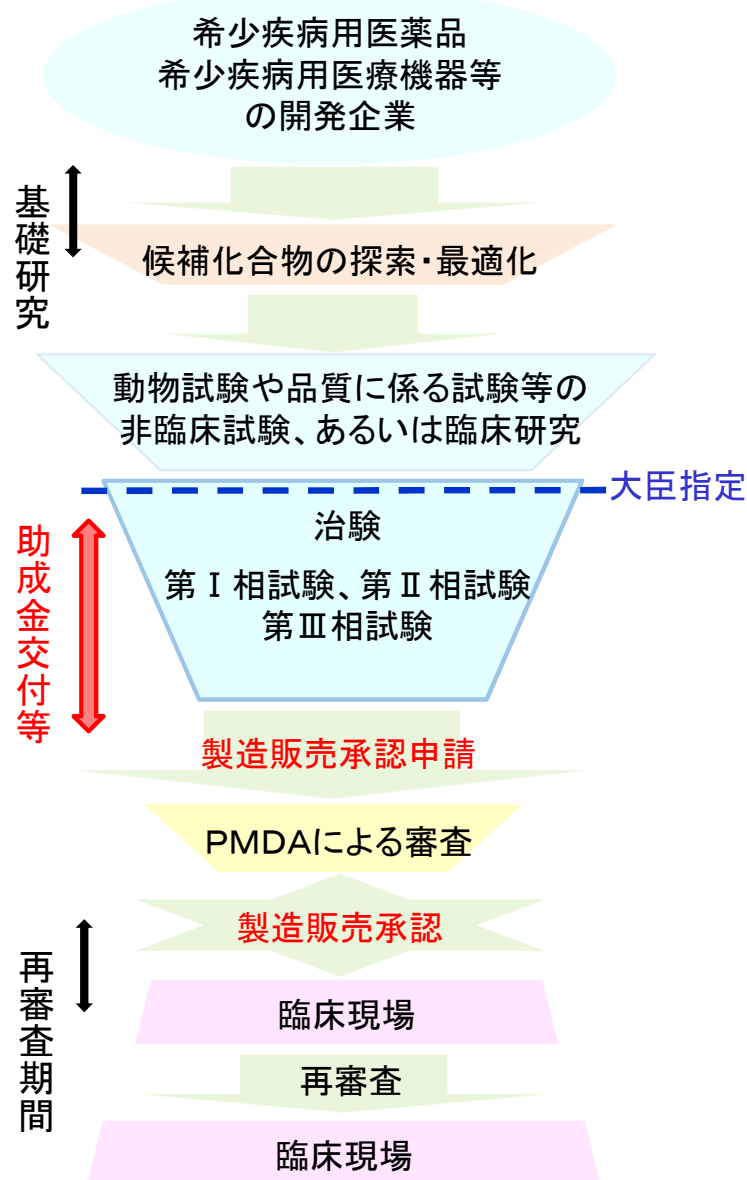 希少疾病用医薬品
希少疾病用医療機器等
の開発企業
基礎研究
候補化合物の探索・最適化
動物試験や品質に係る試験等の
非臨床試験、あるいは臨床研究
大臣指定
治験
第Ⅰ相試験、第Ⅱ相試験
第Ⅲ相試験
助成金交付等
製造販売承認申請
PMDAによる審査
製造販売承認
再審査期間
臨床現場
再審査
臨床現場